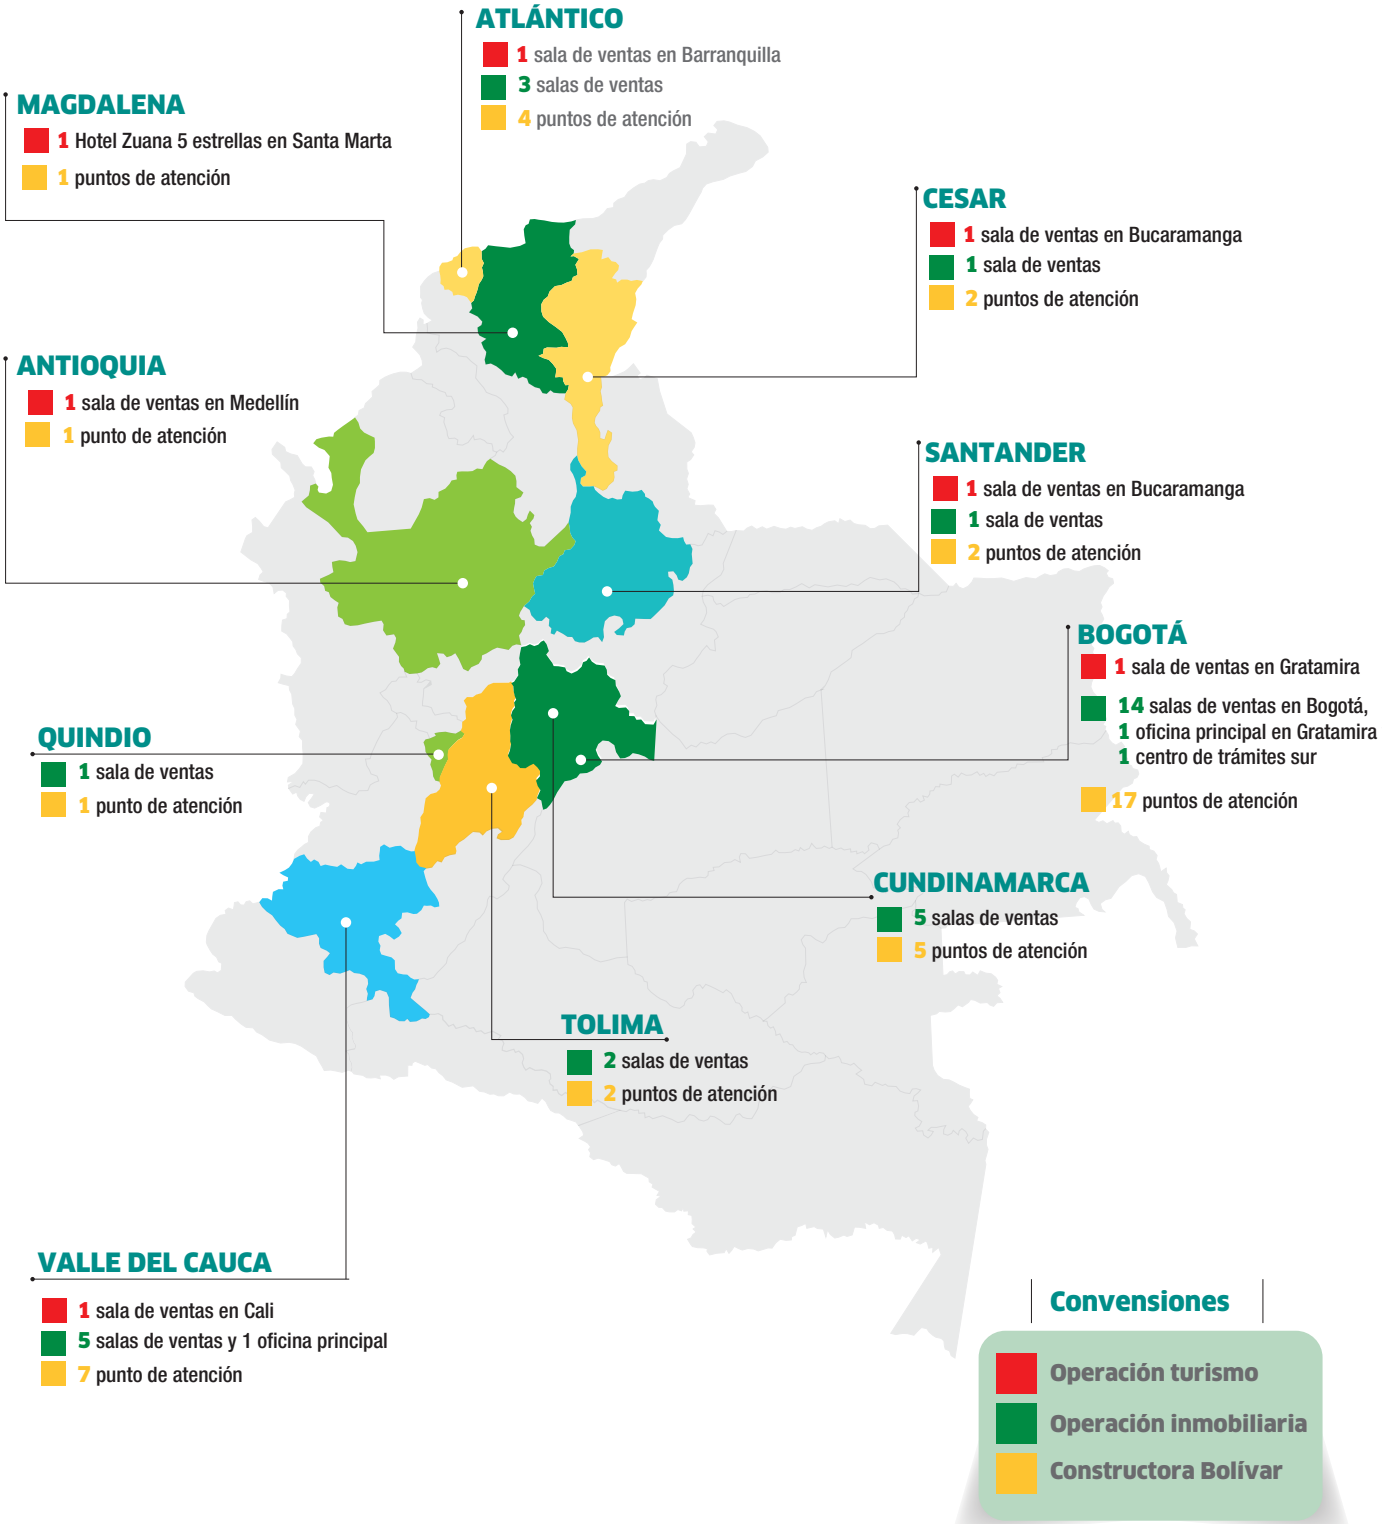 ATLÁNTICO
1 sala de ventas en Barranquilla
3 salas de ventas
4 puntos de atención
MAGDALENA
1 Hotel Zuana 5 estrellas en Santa Marta
1 puntos de atención
CESAR
1 sala de ventas en Bucaramanga
1 sala de ventas
2 puntos de atención
ANTIOQUIA
1 sala de ventas en Medellín
1 punto de atención
SANTANDER
1 sala de ventas en Bucaramanga
1 sala de ventas
2 puntos de atención
BOGOTÁ
1 sala de ventas en Gratamira
14 salas de ventas en Bogotá,
1 oficina principal en Gratamira
1 centro de trámites sur
17 puntos de atención
QUINDIO
1 sala de ventas
1 punto de atención
CUNDINAMARCA
5 salas de ventas
5 puntos de atención
TOLIMA
2 salas de ventas
2 puntos de atención
VALLE DEL CAUCA
1 sala de ventas en Cali
5 salas de ventas y 1 oficina principal
7 punto de atención
Convensiones
Operación turismo
Operación inmobiliaria
Constructora Bolívar